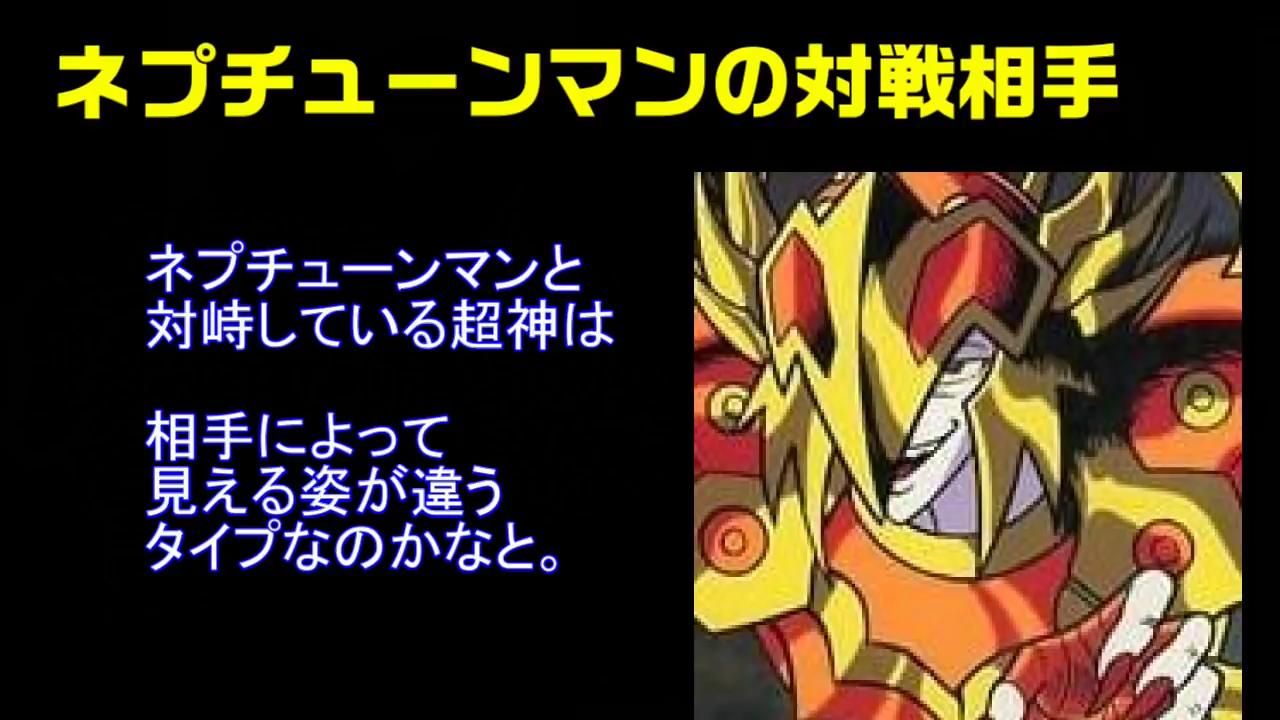 ネプチューンマンの対戦相手
ネプチューンマンと
対峙している超神は
相手によって
見える姿が違う
タイプなのかなと。